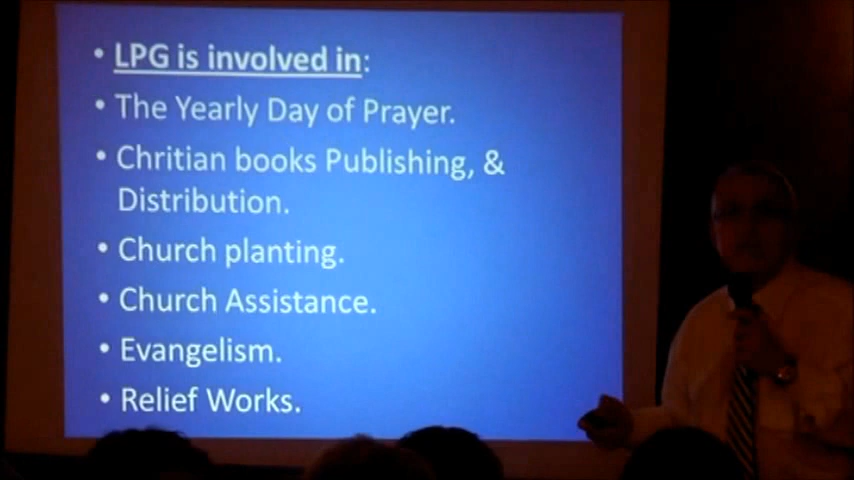 • LPG is involved in:
• The Yearly Day of Prayer.
• Chritian books Publishing, &
Distribution.
• Church planting.
• Church Assistance.
• Evangelism.
• Relief Works.